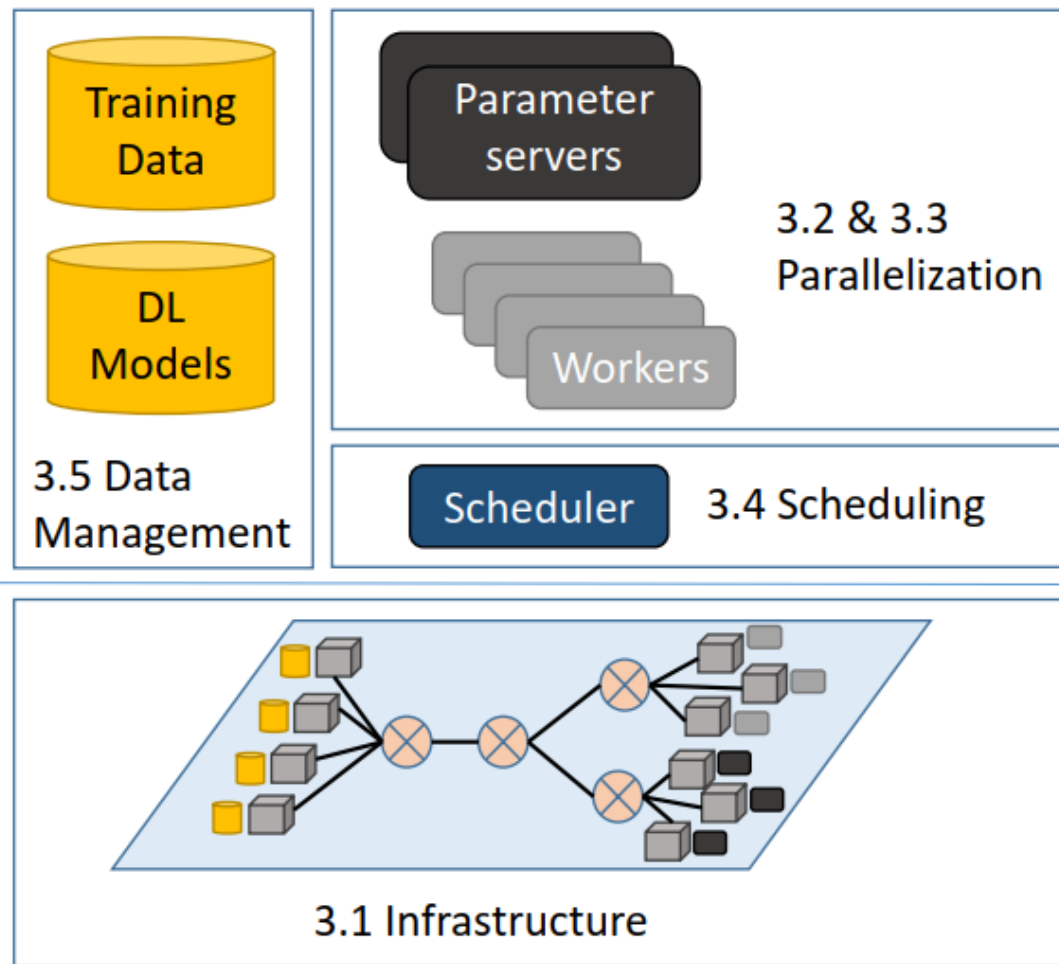 Training
Data
DL
Models
3.5 Data
Management
Parameter
servers
Workers
3.2 & 3.3
Parallelization
Scheduler
3.4 Scheduling
3.1 Infrastructure